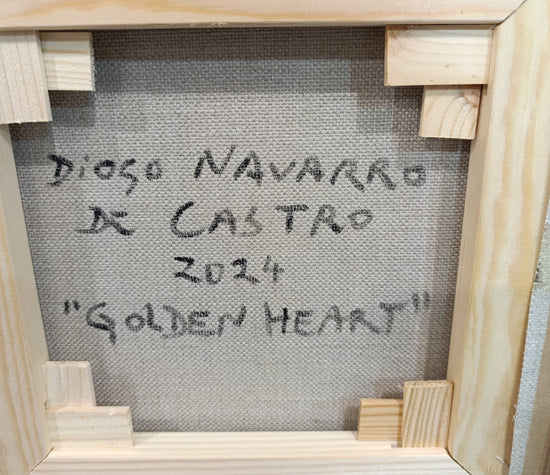 Diogo NAVARRO
DE CASTRO
2024
"GOLDEN HEART"